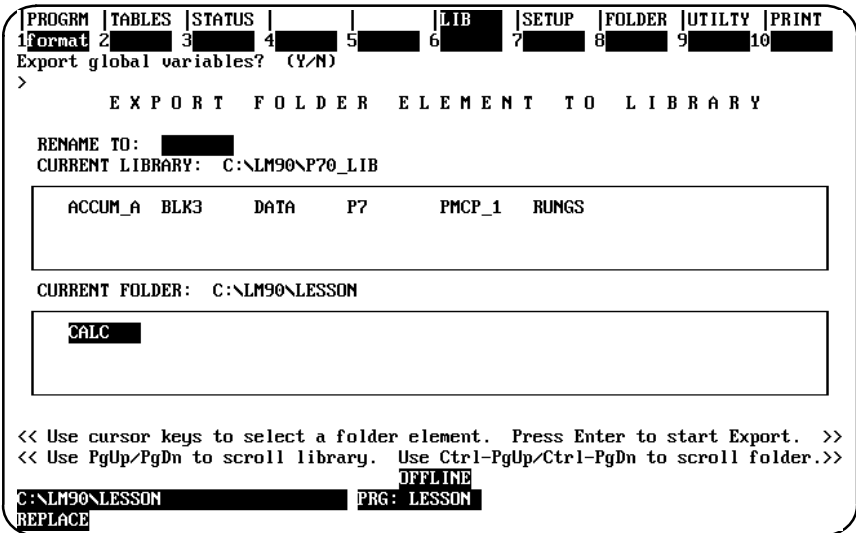 |PROGRM |TABLES |STATUS | | |LIB |SETUP |FOLDER |UTILTY |PRINT
1format 2 3 4 5 6 7 8 9 10
Export global variables? (Y/N)
>
E X P O R T F O L D E R E L E M E N T T O L I B R A R Y
RENAME TO:
CURRENT LIBRARY: C:\LM90\P70_LIB
ACCUM_A BLK3 DATA P7 PMCP_1 RUNGS
CURRENT FOLDER: C:\LM90\LESSON
CALC
<< Use cursor keys to select a folder element. Press Enter to start Export. >>
<< Use PgUp/PgDn to scroll library. Use Ctrl-PgUp/Ctrl-PgDn to scroll folder.>>
OFFLINE
C:\LM90\LESSON PRG: LESSON
REPLACE